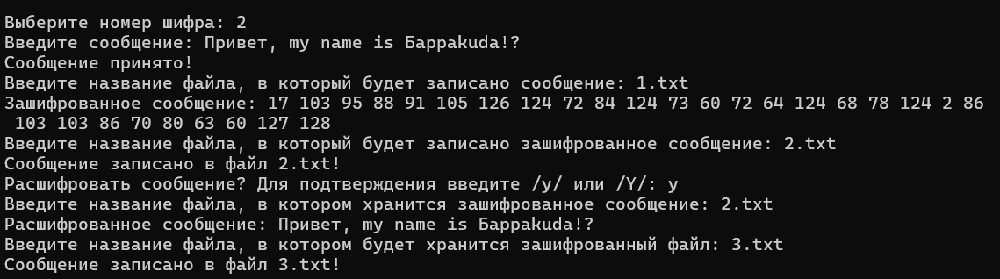 Выберите номер шифра: 2
Введите сообщение: Привет, my name is Барраkuda!?
Сообщение принято!
Введите название файла, в который будет записано сообщение: 1.txt
Зашифрованное сообщение: 17 103 95 88 91 105 126 124 72 84 124 73 60 72 64 124 68 78 124 2 86
103 103 86 70 80 63 60 127 128
Введите название файла, в который будет записано зашифрованное сообщение: 2.txt
Сообщение записано в файл 2.txt!
Расшифровать сообщение? Для подтверждения введите /y/ или /Y/: y
Введите название файла, в котором хранится зашифрованное сообщение: 2.txt
Расшифрованное сообщение: Привет, my name is Барраkuda!?
Введите название файла, в котором будет хранится зашифрованный файл: 3.txt
Сообщение записано в файл 3.txt!